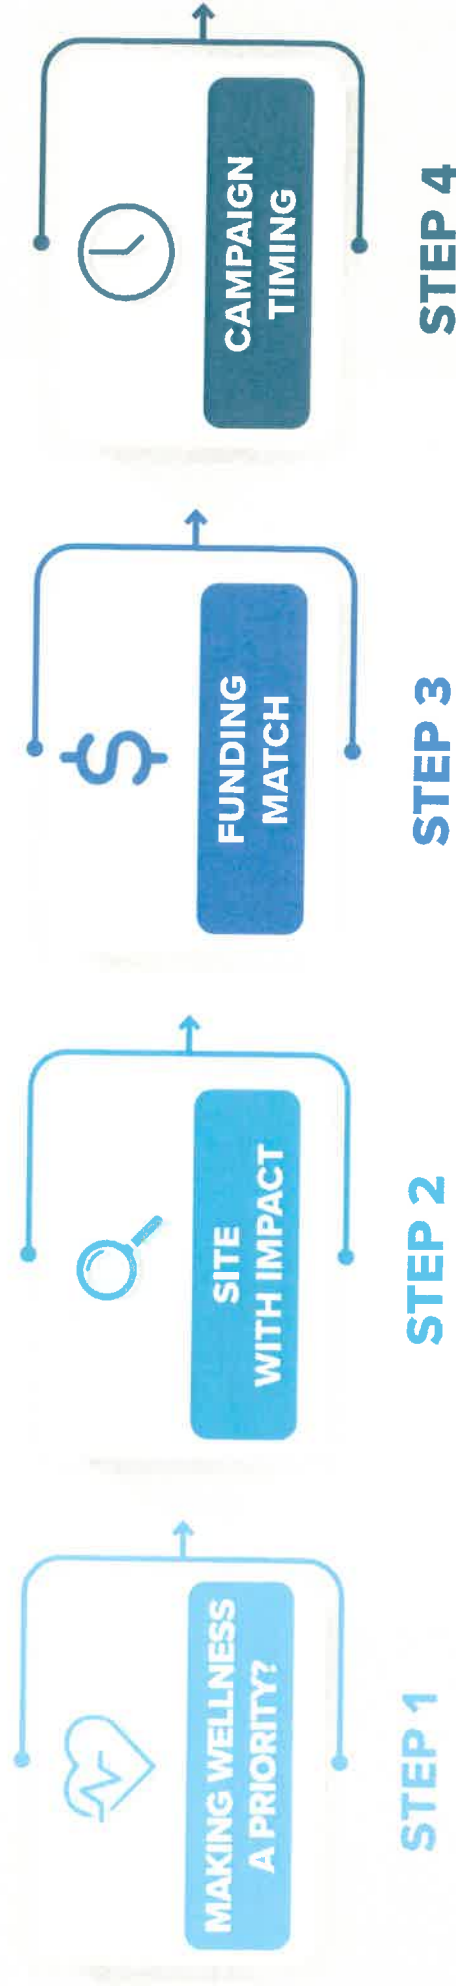 MAKING WELLNESS
A PRIORITY?
STEP 1
SITE
WITH IMPACT
STEP 2
FUNDING
MATCH
STEP 3
CAMPAIGN
TIMING
STEP 4